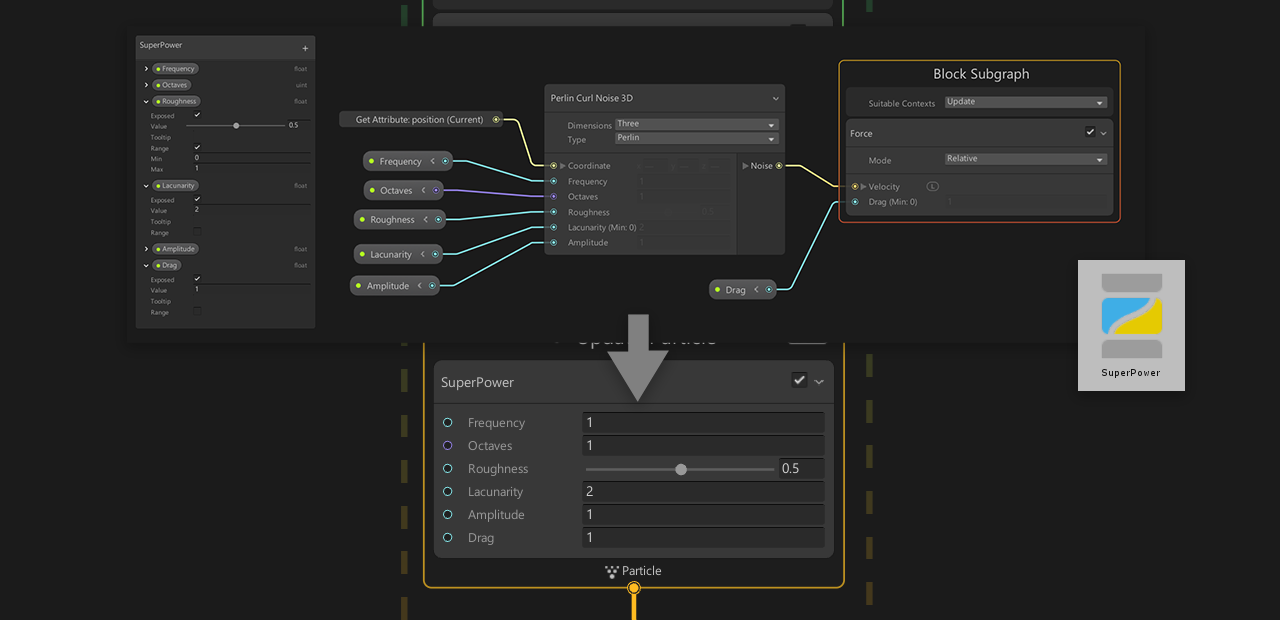 SuperPower +
Frequency float
Octaves uint
Roughness float
Exposed
Value 0.5
Tooltip
Range
Min 0
Max 1
Lacunarity float
Exposed
Value 2
Tooltip
Range
Amplitude float
Drag float
Exposed
Value 1
Tooltip
Range
Get Attribute: position (Current)
Frequency
Octaves
Roughness
Lacunarity
Amplitude
Perlin Curl Noise 3D
Dimensions Three
Type Perlin
Coordinate
Frequency 1
Octaves 1
Roughness 0.5
Lacunarity (Min: 0) 2
Amplitude 1
Noise
Drag
Block Subgraph
Suitable Contexts Update
Force
Mode Relative
Velocity L
Drag (Min: 0) 1
SuperPower
SuperPower
Frequency 1
Octaves 1
Roughness 0.5
Lacunarity 2
Amplitude 1
Drag 1
Particle